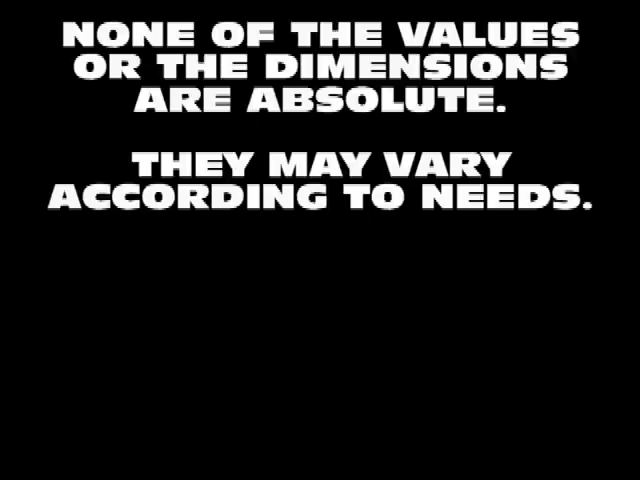 NONE OF THE VALUES
OR THE DIMENSIONS
ARE ABSOLUTE.
THEY MAY VARY
ACCORDING TO NEEDS.